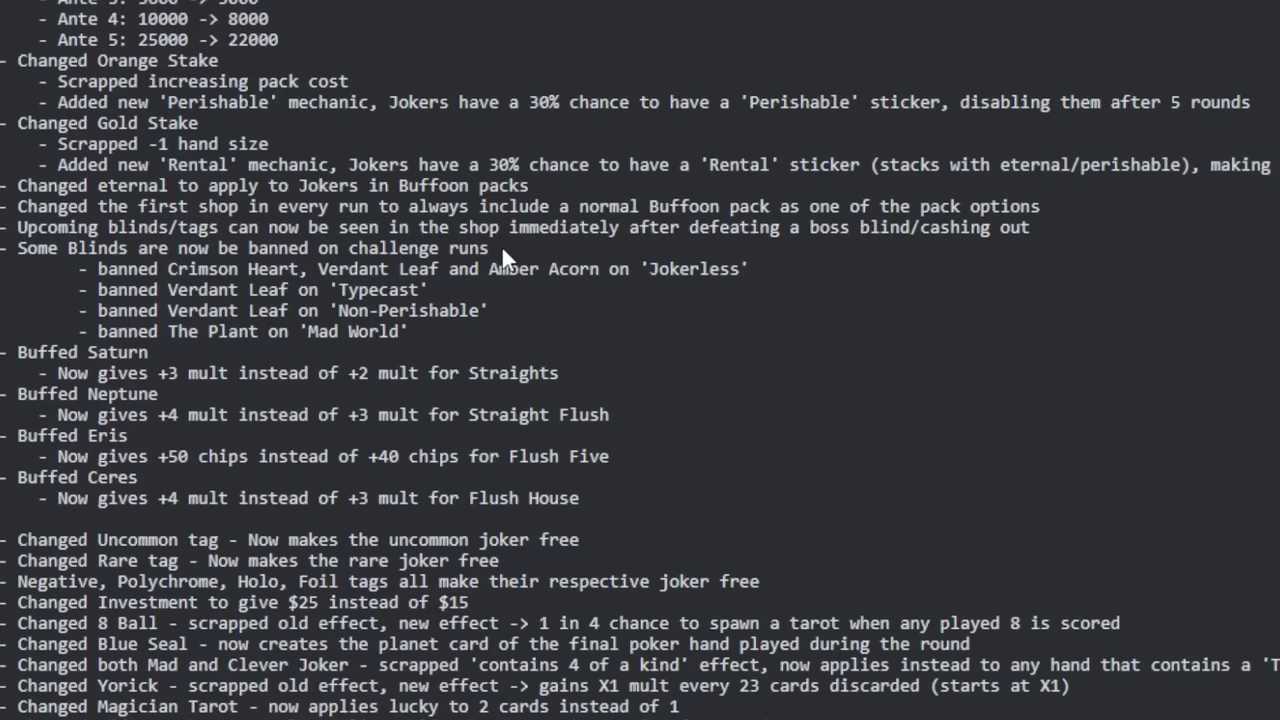 - Ante 3: 5000 -> 5000
- Ante 4: 10000 -> 8000
- Ante 5: 25000 -> 22000
- Changed Orange Stake
- Scrapped increasing pack cost
- Added new 'Perishable' mechanic, Jokers have a 30% chance to have a 'Perishable' sticker, disabling them after 5 rounds
- Changed Gold Stake
- Scrapped -1 hand size
- Added new 'Rental' mechanic, Jokers have a 30% chance to have a 'Rental' sticker (stacks with eternal/perishable), making
- Changed eternal to apply to Jokers in Buffoon packs
- Changed the first shop in every run to always include a normal Buffoon pack as one of the pack options
- Upcoming blinds/tags can now be seen in the shop immediately after defeating a boss blind/cashing out
- Some Blinds are now be banned on challenge runs
- banned Crimson Heart, Verdant Leaf and Amber Acorn on 'Jokerless'
- banned Verdant Leaf on 'Typecast'
- banned Verdant Leaf on 'Non-Perishable'
- banned The Plant on 'Mad World'
- Buffed Saturn
- Now gives +3 mult instead of +2 mult for Straights
- Buffed Neptune
- Now gives +4 mult instead of +3 mult for Straight Flush
- Buffed Eris
- Now gives +50 chips instead of +40 chips for Flush Five
- Buffed Ceres
- Now gives +4 mult instead of +3 mult for Flush House
- Changed Uncommon tag - Now makes the uncommon joker free
- Changed Rare tag - Now makes the rare joker free
- Negative, Polychrome, Holo, Foil tags all make their respective joker free
- Changed Investment to give $25 instead of $15
- Changed 8 Ball - scrapped old effect, new effect -> 1 in 4 chance to spawn a tarot when any played 8 is scored
- Changed Blue Seal - now creates the planet card of the final poker hand played during the round
- Changed both Mad and Clever Joker - scrapped 'contains 4 of a kind' effect, now applies instead to any hand that contains a 'T
- Changed Yorick - scrapped old effect, new effect -> gains X1 mult every 23 cards discarded (starts at X1)
- Changed Magician Tarot - now applies lucky to 2 cards instead of 1